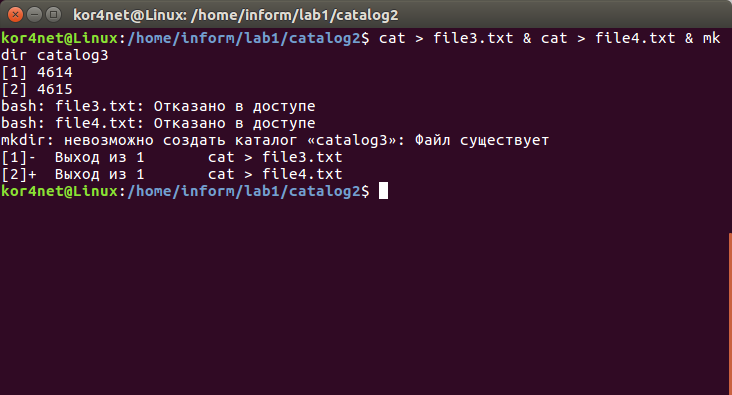 kor4net@Linux: /home/inform/lab1/catalog2
kor4net@Linux:/home/inform/lab1/catalog2$ cat > file3.txt & cat > file4.txt & mk
dir catalog3
[1] 4614
[2] 4615
bash: file3.txt: Отказано в доступе
bash: file4.txt: Отказано в доступе
mkdir: невозможно создать каталог «catalog3»: Файл существует
[1]-  Выход из 1       cat > file3.txt
[2]+  Выход из 1       cat > file4.txt
kor4net@Linux:/home/inform/lab1/catalog2$